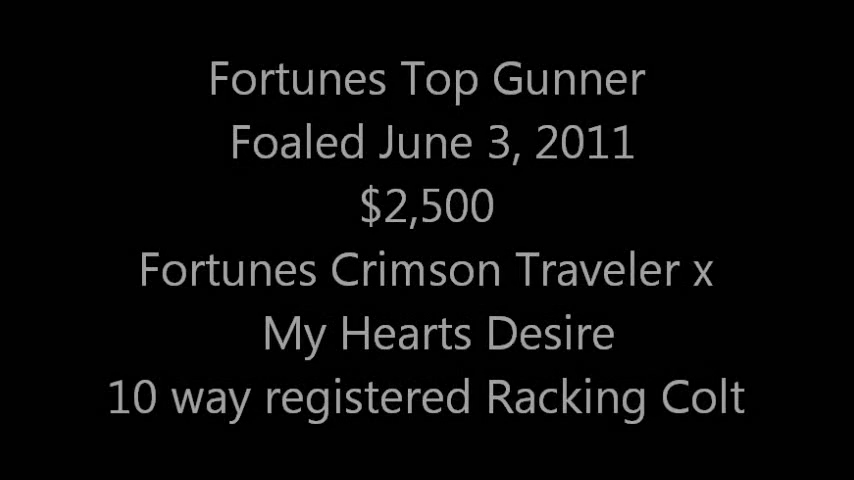 Fortunes Top Gunner
Foaled June 3, 2011
$2,500
Fortunes Crimson Traveler x
My Hearts Desire
10 way registered Racking Colt